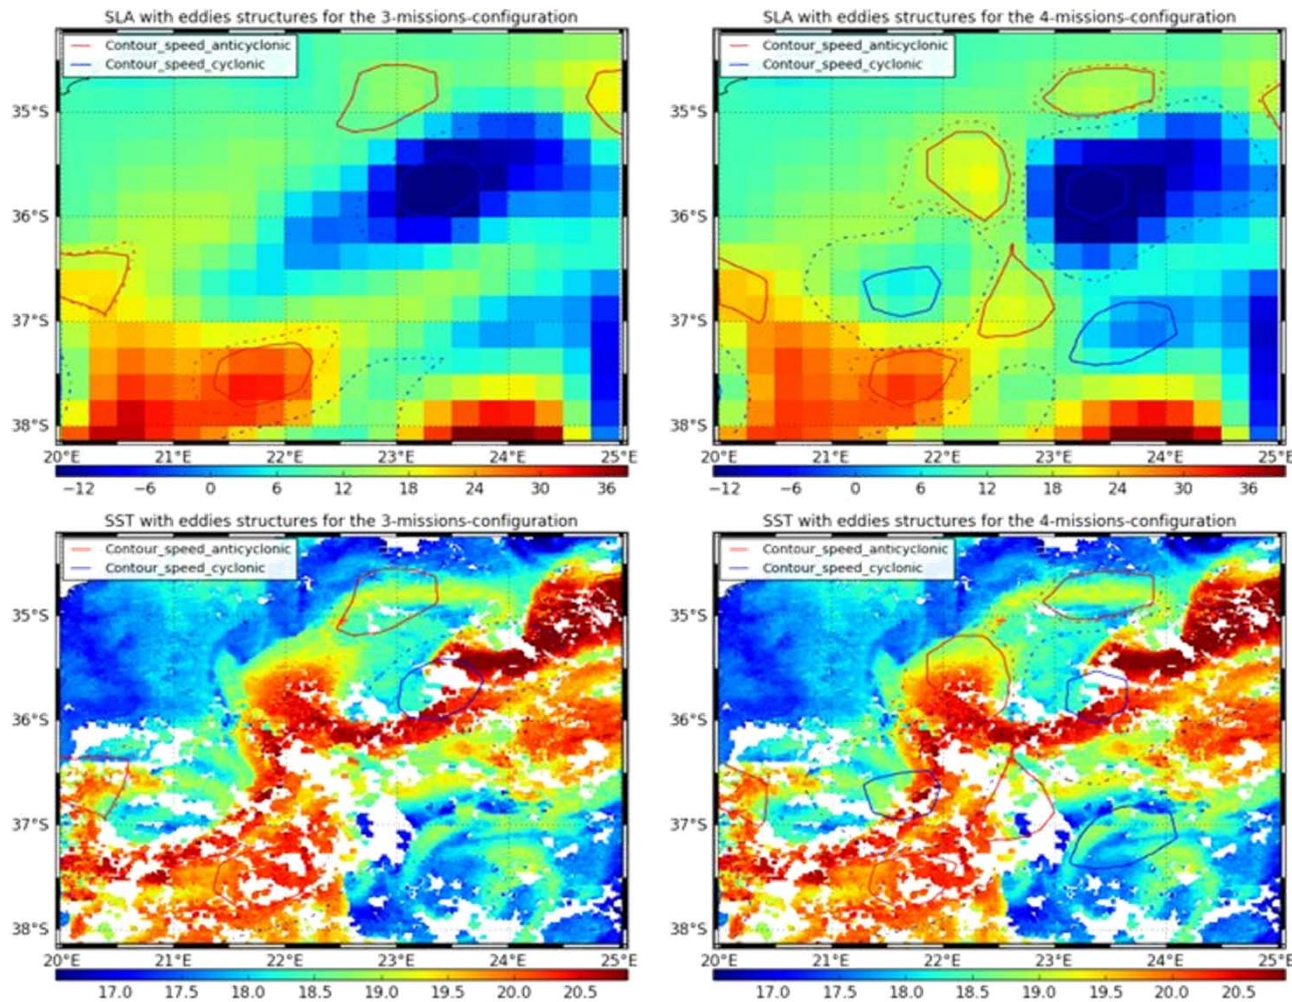 SLA with eddies structures for the 3-missions-configuration
Contour_speed_anticyclonic
Contour_speed_cyclonic
35°S
36°S
37°S
38°S
20°E 21°E 22°E 23°E 24°E 25°E
−12 −6 0 6 12 18 24 30 36
SLA with eddies structures for the 4-missions-configuration
Contour_speed_anticyclonic
Contour_speed_cyclonic
35°S
36°S
37°S
38°S
20°E 21°E 22°E 23°E 24°E 25°E
−12 −6 0 6 12 18 24 30 36
SST with eddies structures for the 3-missions-configuration
Contour_speed_anticyclonic
Contour_speed_cyclonic
35°S
36°S
37°S
38°S
20°E 21°E 22°E 23°E 24°E 25°E
17.0 17.5 18.0 18.5 19.0 19.5 20.0 20.5
SST with eddies structures for the 4-missions-configuration
Contour_speed_anticyclonic
Contour_speed_cyclonic
35°S
36°S
37°S
38°S
20°E 21°E 22°E 23°E 24°E 25°E
17.0 17.5 18.0 18.5 19.0 19.5 20.0 20.5